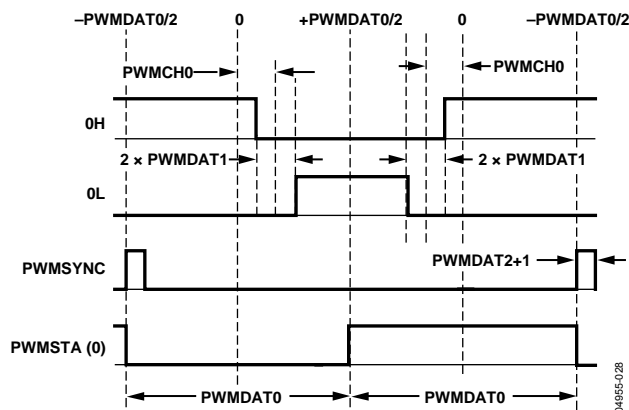 –PWMDAT0/2 0 +PWMDAT0/2 0 –PWMDAT0/2
PWMCH0 PWMCH0
0H
2 × PWMDAT1 2 × PWMDAT1
0L
PWMSYNC PWMDAT2+1
PWMSTA (0)
PWMDAT0 PWMDAT0
04955-028